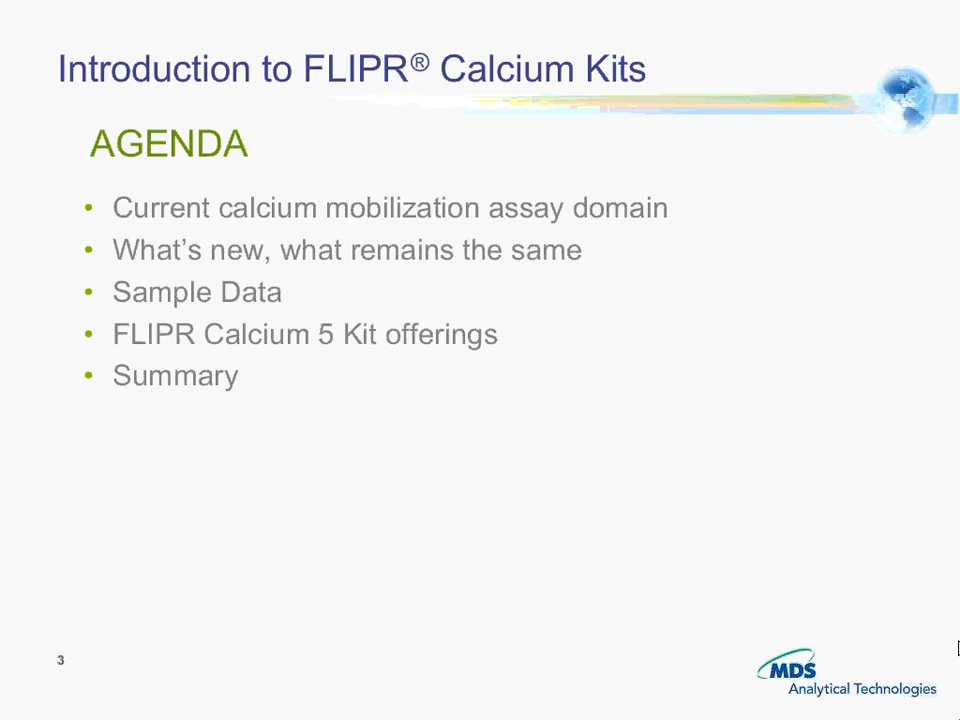 Introduction to FLIPR® Calcium Kits
AGENDA
• Current calcium mobilization assay domain
• What’s new, what remains the same
• Sample Data
• FLIPR Calcium 5 Kit offerings
• Summary
3
MDS
Analytical Technologies